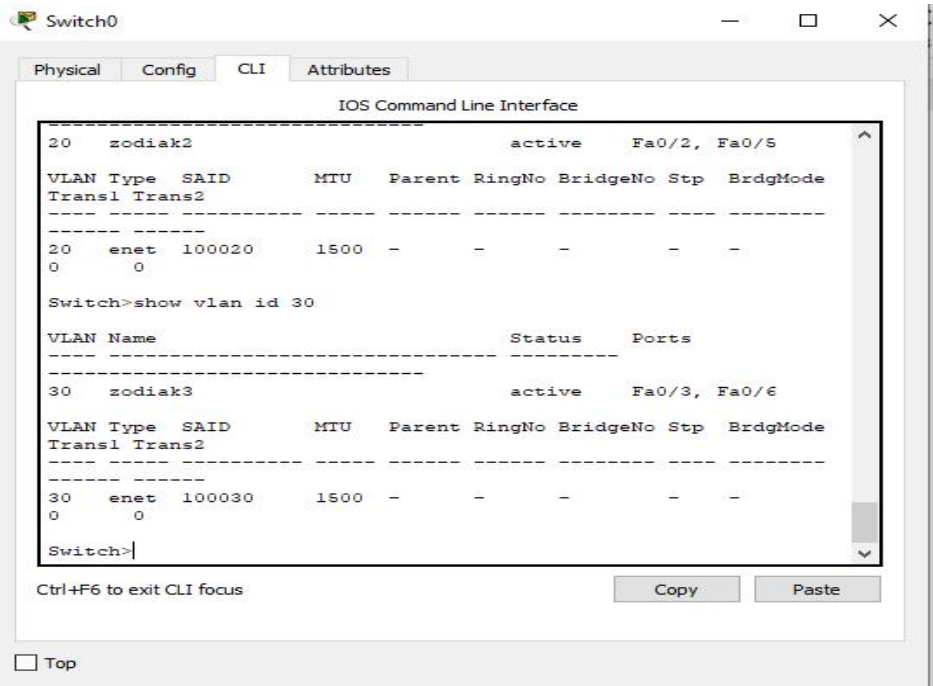 Switch0
Physical Config CLI Attributes
IOS Command Line Interface
--------------------------------
20 zodiak2 active Fa0/2, Fa0/5
VLAN Type SAID MTU Parent RingNo BridgeNo Stp BrdgMode
Trans1 Trans2
---- ----- ---------- ----- ------ ------ -------- ---- --------
------ ------
20 enet 100020 1500 - - - - -
0 0
Switch>show vlan id 30
VLAN Name Status Ports
---- -------------------------------- ---------
-------------------------------
30 zodiak3 active Fa0/3, Fa0/6
VLAN Type SAID MTU Parent RingNo BridgeNo Stp BrdgMode
Trans1 Trans2
---- ----- ---------- ----- ------ ------ -------- ---- --------
------ ------
30 enet 100030 1500 - - - - -
0 0
Switch>
Ctrl+F6 to exit CLI focus
Copy Paste
Top